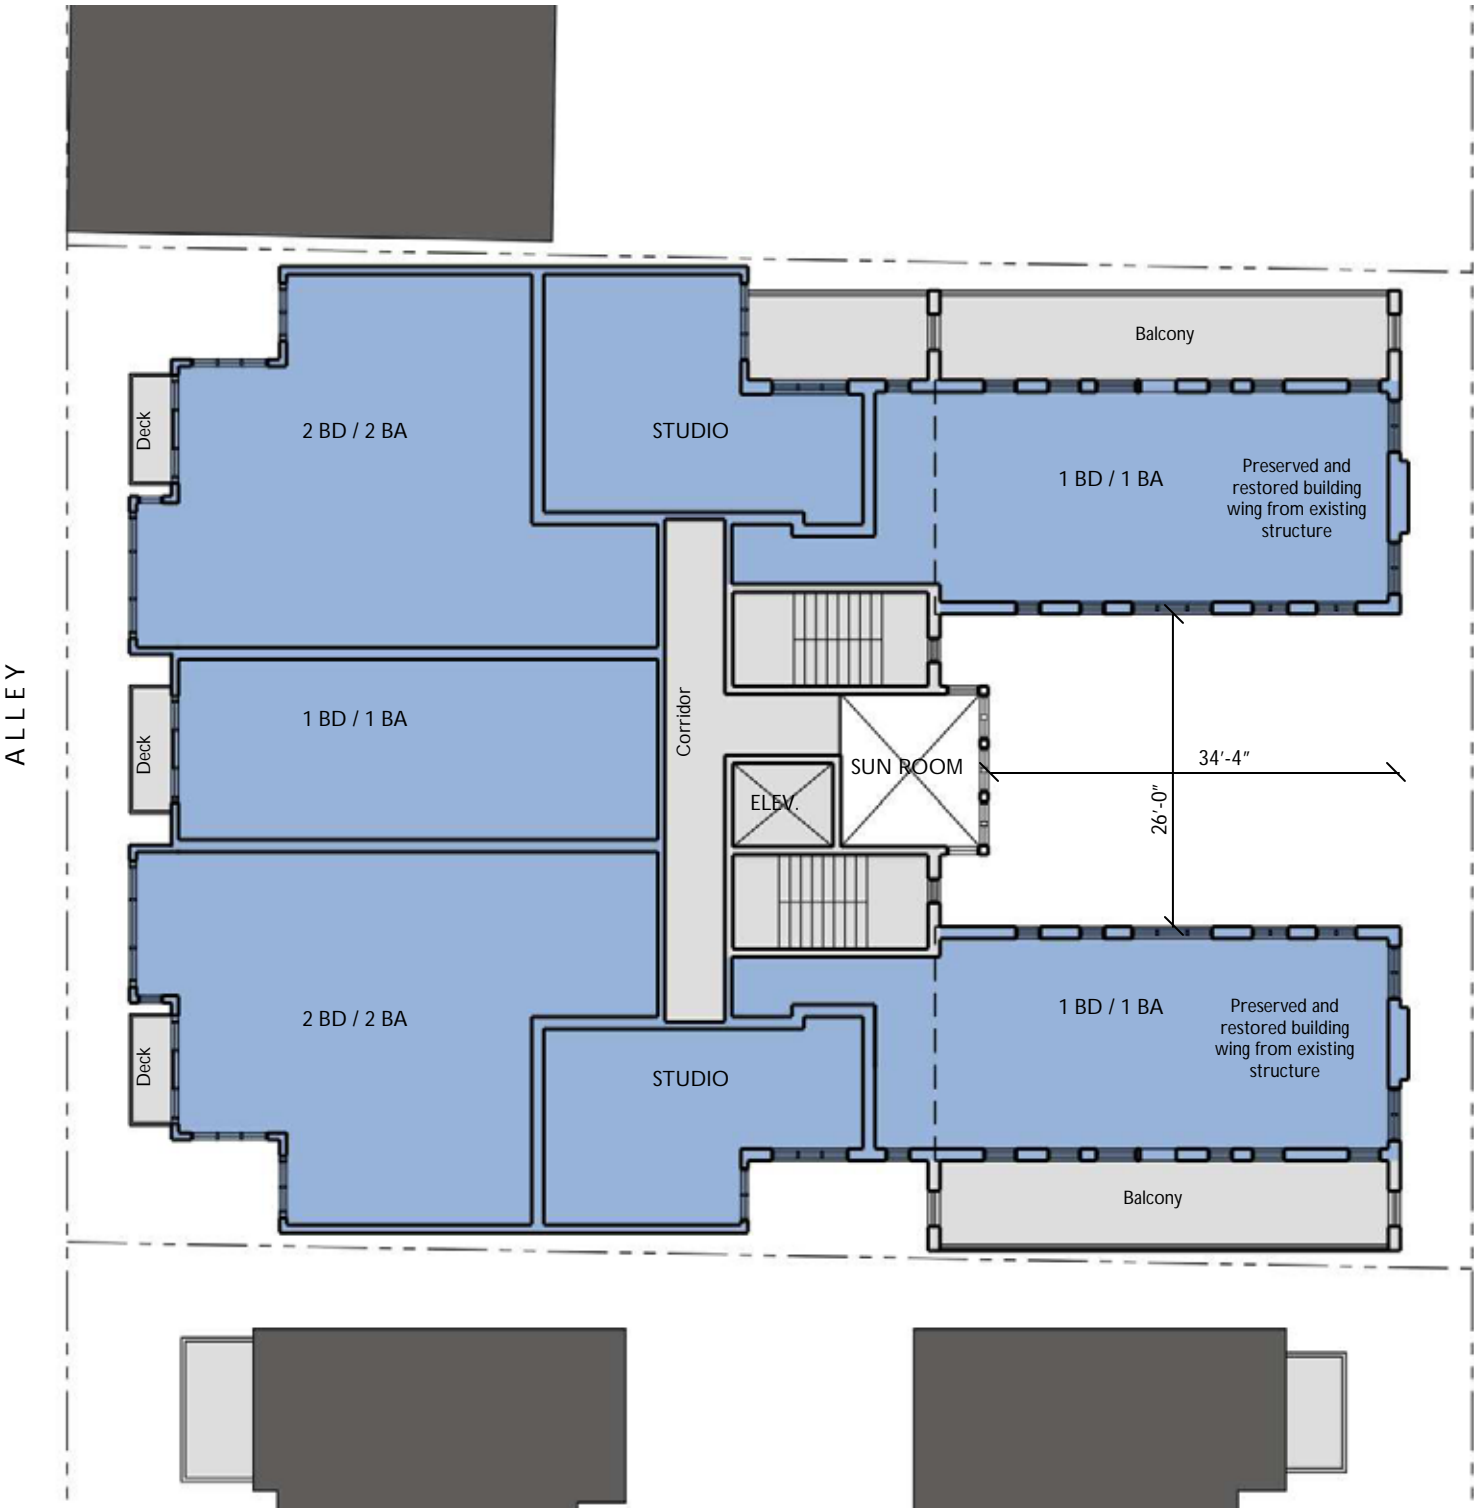 Balcony
Deck
2 BD / 2 BA
STUDIO
1 BD / 1 BA
Preserved and
restored building
wing from existing
structure
ALLEY
Deck
1 BD / 1 BA
Corridor
SUN ROOM
ELEV.
34'-4"
26'-0"
Deck
2 BD / 2 BA
STUDIO
1 BD / 1 BA
Preserved and
restored building
wing from existing
structure
Balcony